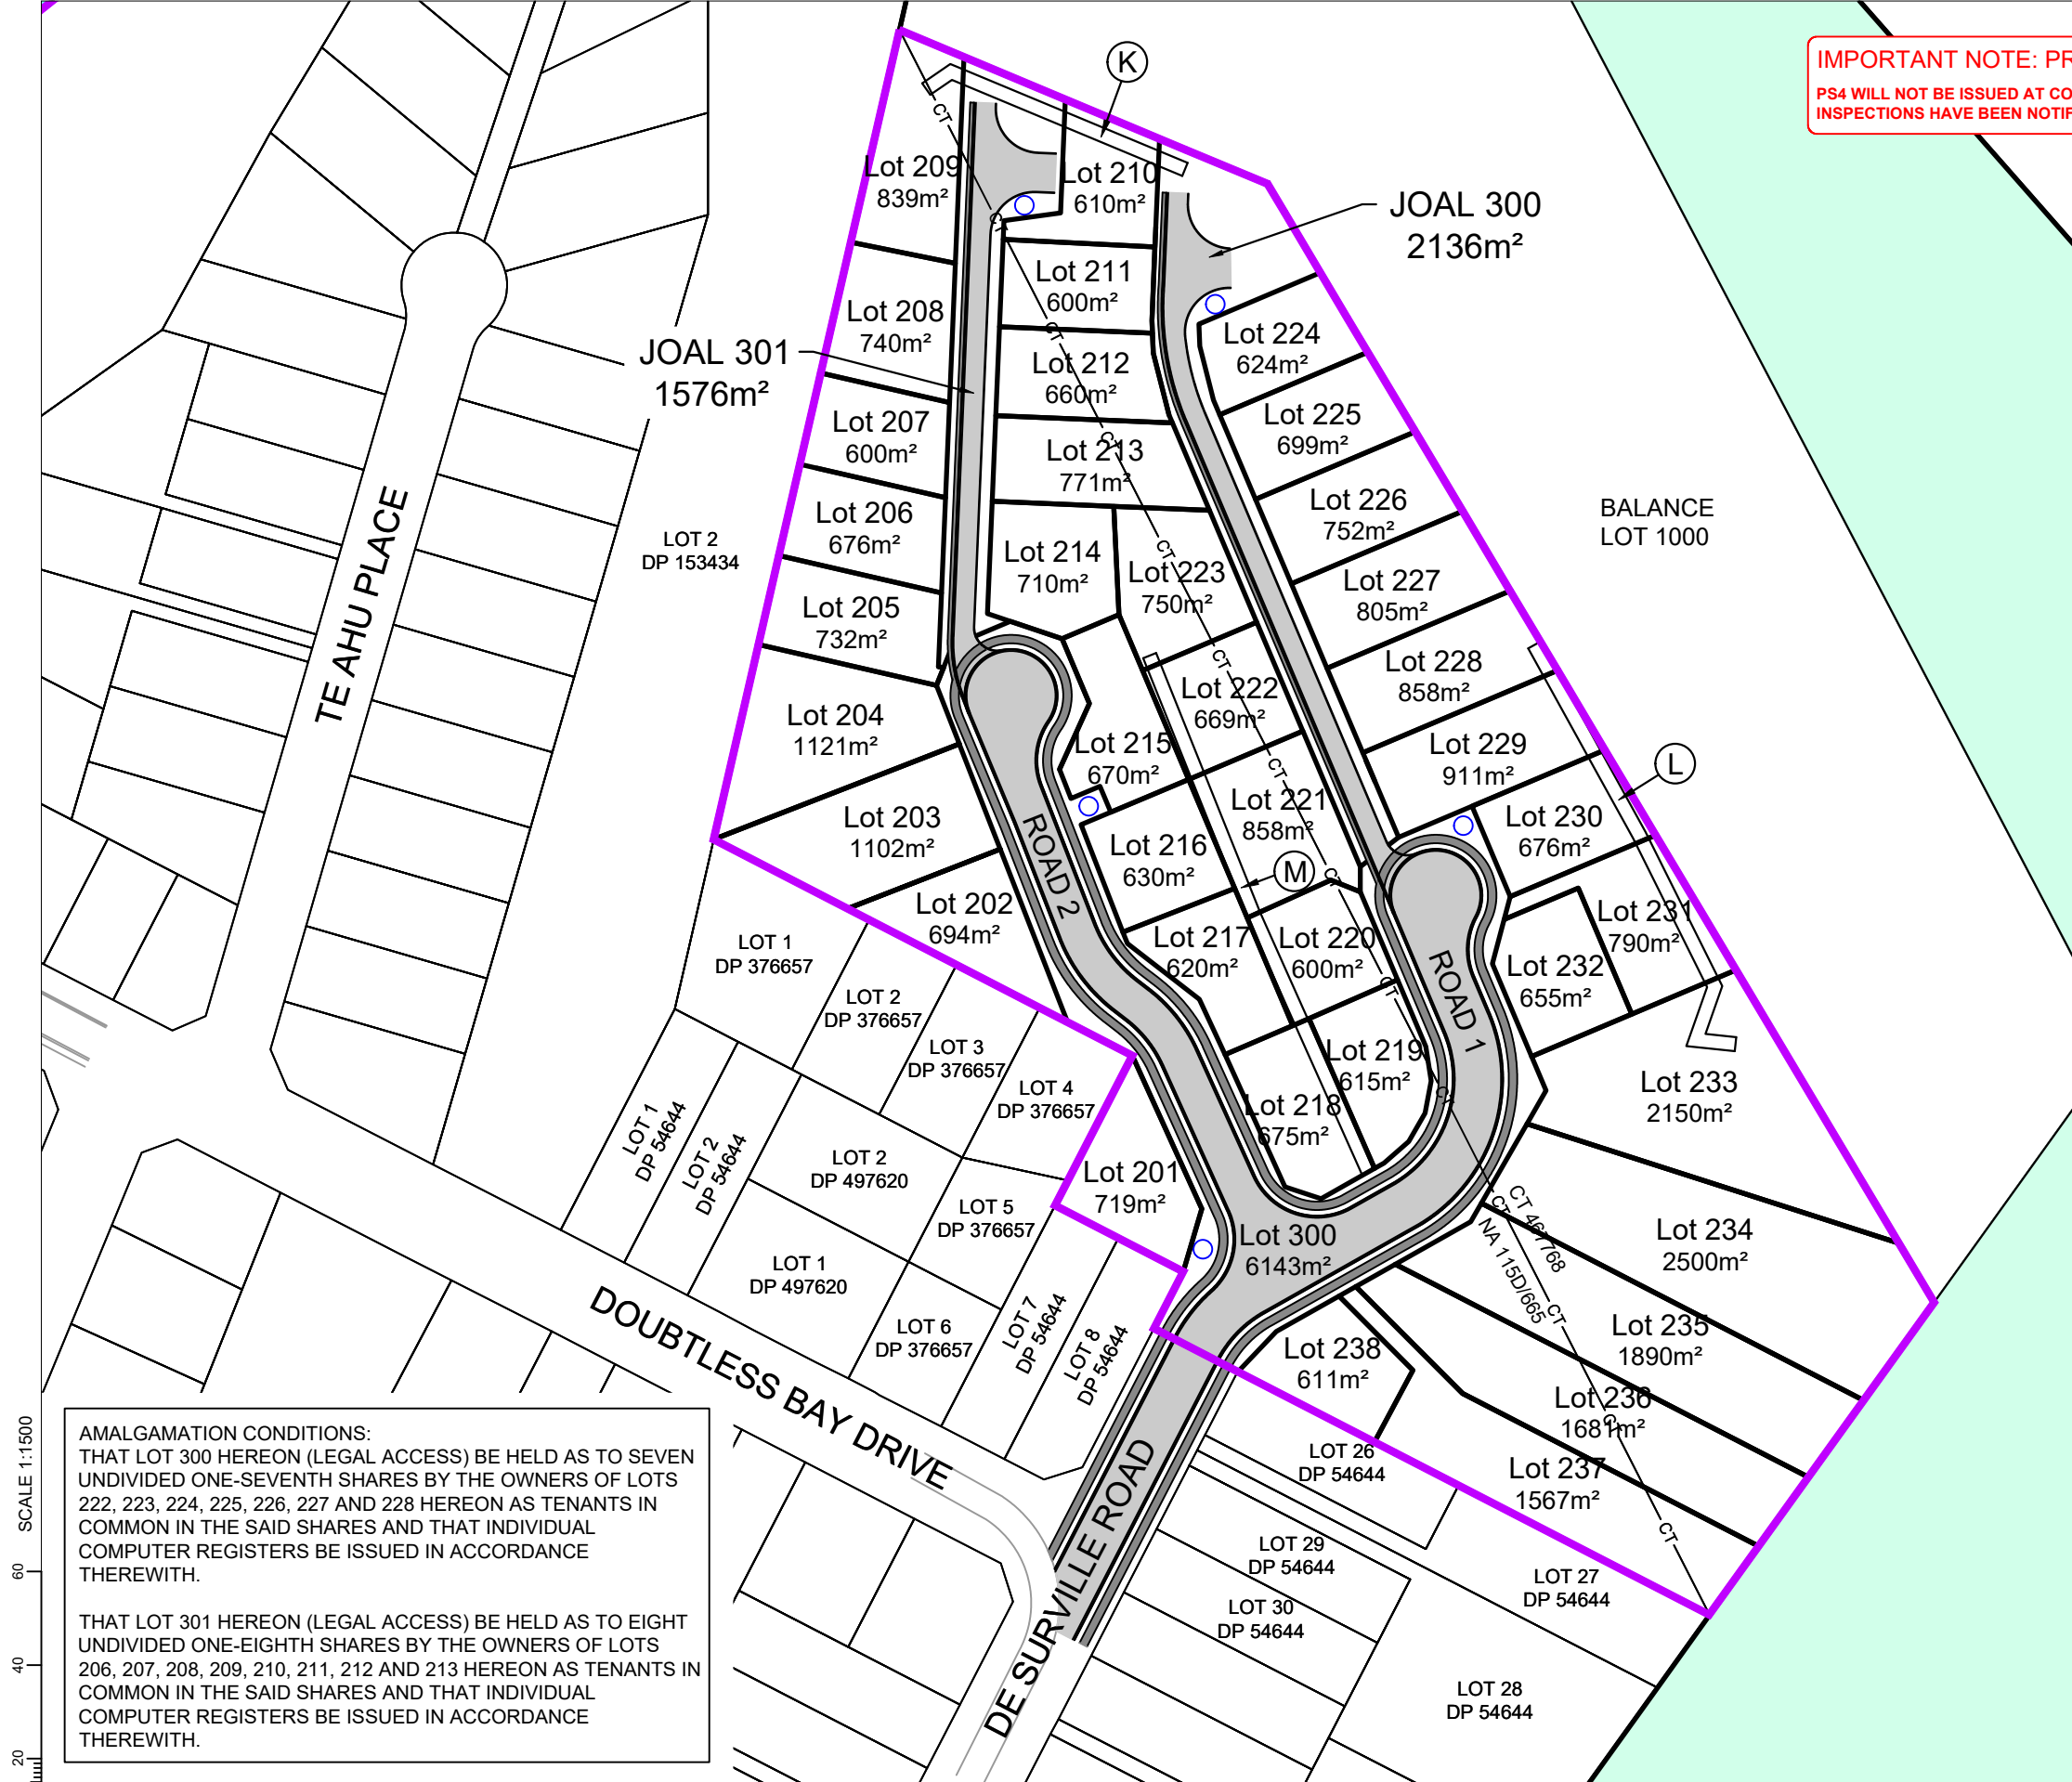 IMPORTANT NOTE: PR
PS4 WILL NOT BE ISSUED AT CO
INSPECTIONS HAVE BEEN NOTIF
K
JOAL 300
2136m²
Lot 209
839m²
Lot 210
610m²
Lot 211
600m²
Lot 208
740m²
JOAL 301
1576m²
Lot 224
624m²
Lot 212
660m²
Lot 225
699m²
Lot 207
600m²
Lot 213
771m²
Lot 226
752m²
BALANCE
LOT 1000
Lot 206
676m²
LOT 2
DP 153434
Lot 214
710m²
Lot 223
750m²
Lot 227
805m²
TE AHU PLACE
Lot 205
732m²
Lot 228
858m²
Lot 222
669m²
Lot 204
1121m²
Lot 215
670m²
Lot 229
911m²
L
Lot 203
1102m²
Lot 221
858m²
Lot 230
676m²
Lot 216
630m²
M
ROAD 2
Lot 202
694m²
Lot 231
790m²
Lot 217
620m²
Lot 220
600m²
Lot 232
655m²
ROAD 1
LOT 1
DP 376657
LOT 2
DP 376657
LOT 3
DP 376657
LOT 4
DP 376657
Lot 219
615m²
Lot 218
675m²
Lot 233
2150m²
LOT 1
DP 54644
LOT 2
DP 54644
LOT 2
DP 497620
Lot 201
719m²
LOT 5
DP 376657
Lot 300
6143m²
CT 467768
NA 115D/665
Lot 234
2500m²
LOT 1
DP 497620
LOT 6
DP 376657
LOT 7
DP 54644
LOT 8
DP 54644
Lot 238
611m²
Lot 235
1890m²
Lot 236
1681m²
Lot 237
1567m²
DOUBTLESS BAY DRIVE
DE SURVILLE ROAD
LOT 26
DP 54644
LOT 29
DP 54644
LOT 27
DP 54644
LOT 30
DP 54644
LOT 28
DP 54644
CT
CT
CT
CT
CT
CT
CT
CT
CT
CT
CT
CT
CT
CT
SCALE 1:1500
60
40
20
AMALGAMATION CONDITIONS:
THAT LOT 300 HEREON (LEGAL ACCESS) BE HELD AS TO SEVEN
UNDIVIDED ONE-SEVENTH SHARES BY THE OWNERS OF LOTS
222, 223, 224, 225, 226, 227 AND 228 HEREON AS TENANTS IN
COMMON IN THE SAID SHARES AND THAT INDIVIDUAL
COMPUTER REGISTERS BE ISSUED IN ACCORDANCE
THEREWITH.
THAT LOT 301 HEREON (LEGAL ACCESS) BE HELD AS TO EIGHT
UNDIVIDED ONE-EIGHTH SHARES BY THE OWNERS OF LOTS
206, 207, 208, 209, 210, 211, 212 AND 213 HEREON AS TENANTS IN
COMMON IN THE SAID SHARES AND THAT INDIVIDUAL
COMPUTER REGISTERS BE ISSUED IN ACCORDANCE
THEREWITH.